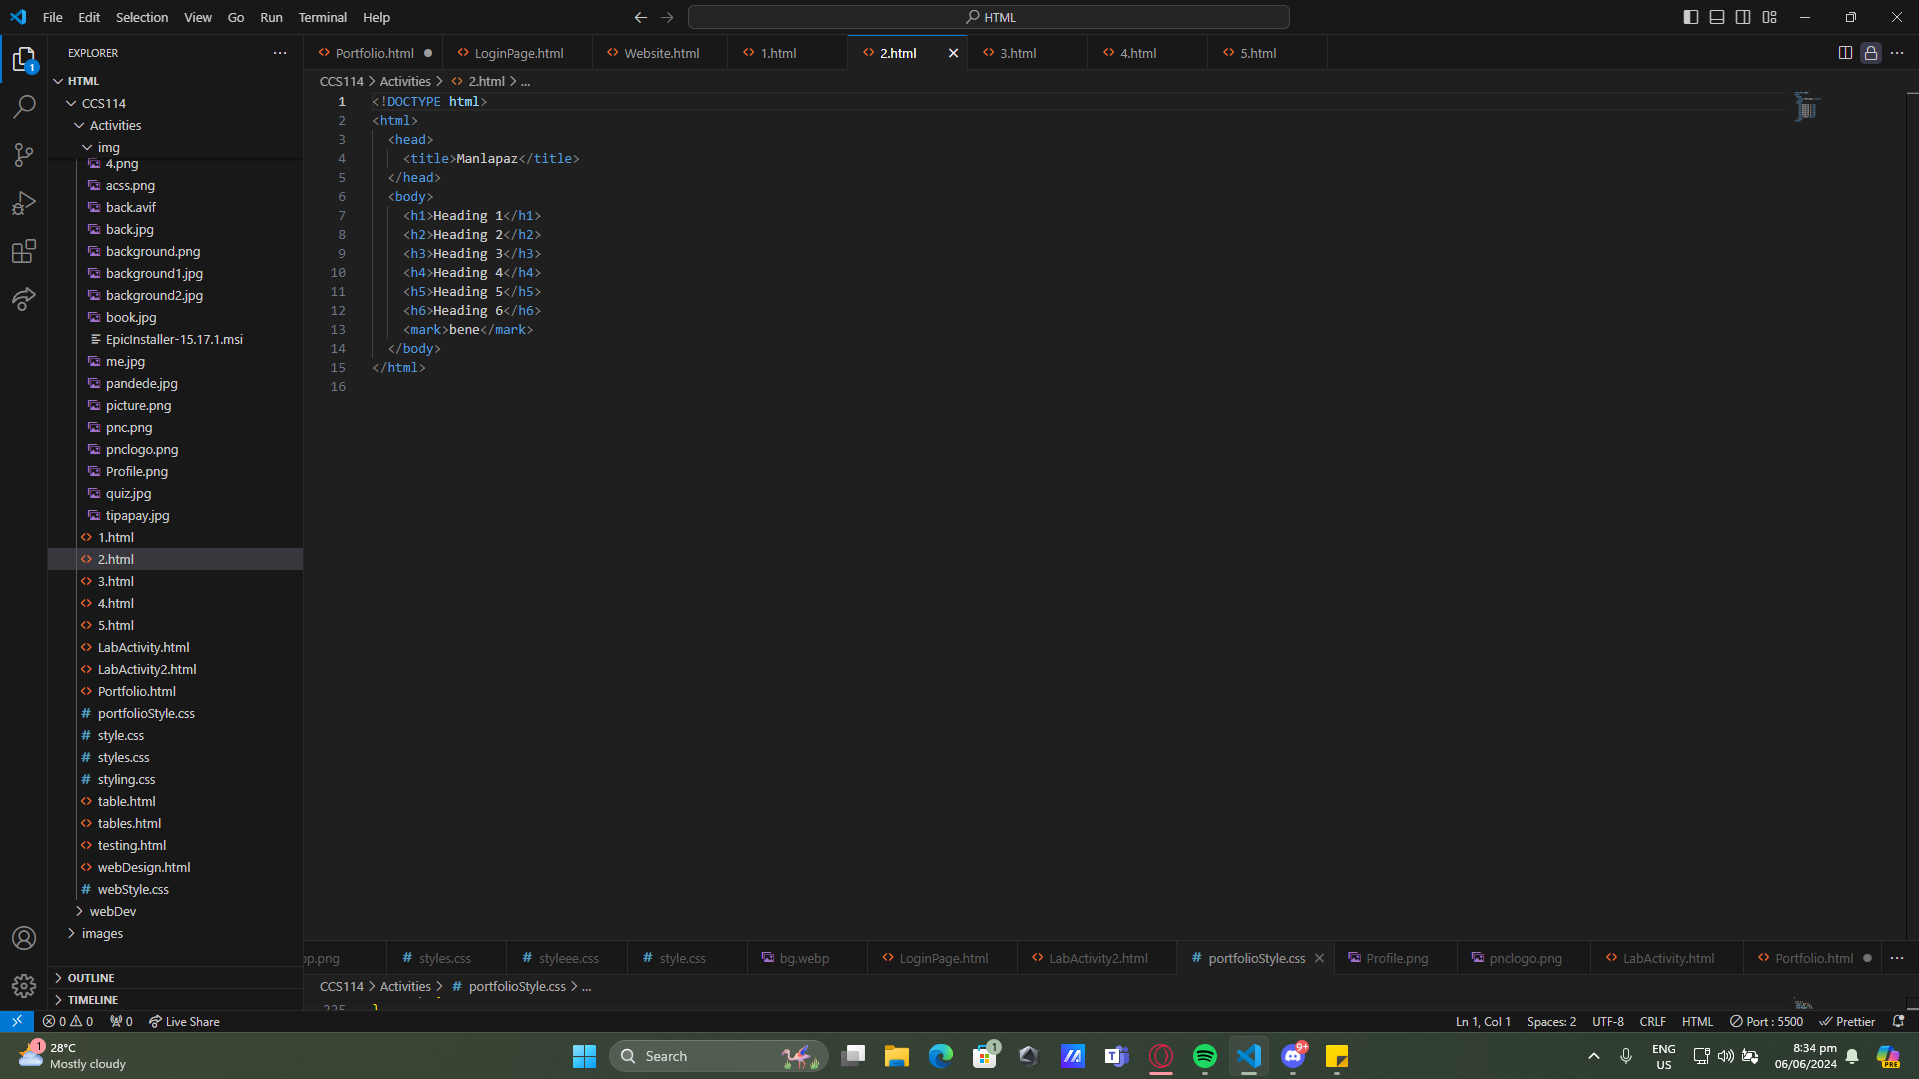 File Edit Selection View Go Run Terminal Help
HTML
EXPLORER
HTML
CCS114
Activities
img
4.png
acss.png
back.avif
back.jpg
background.png
background1.jpg
background2.jpg
book.jpg
EpicInstaller-15.17.1.msi
me.jpg
pandede.jpg
picture.png
pnc.png
pnclogo.png
Profile.png
quiz.jpg
tipapay.jpg
1.html
2.html
3.html
4.html
5.html
LabActivity.html
LabActivity2.html
Portfolio.html
portfolioStyle.css
style.css
styles.css
styling.css
table.html
tables.html
testing.html
webDesign.html
webStyle.css
webDev
images
OUTLINE
TIMELINE
Portfolio.html LoginPage.html Website.html 1.html 2.html 3.html 4.html 5.html
CCS114 > Activities > 2.html > ...
1 <!DOCTYPE html>
2 <html>
3 <head>
4 <title>Manlapaz</title>
5 </head>
6 <body>
7 <h1>Heading 1</h1>
8 <h2>Heading 2</h2>
9 <h3>Heading 3</h3>
10 <h4>Heading 4</h4>
11 <h5>Heading 5</h5>
12 <h6>Heading 6</h6>
13 <mark>bene</mark>
14 </body>
15 </html>
16
op.png styles.css styleee.css style.css bg.webp LoginPage.html LabActivity2.html portfolioStyle.css Profile.png pnclogo.png LabActivity.html Portfolio.html
CCS114 > Activities > portfolioStyle.css > ...
225 }
0 0 0 Live Share Ln 1, Col 1 Spaces: 2 UTF-8 CRLF HTML Port : 5500 Prettier
28°C
Mostly cloudy
Search
ENG
US
8:34 pm
06/06/2024